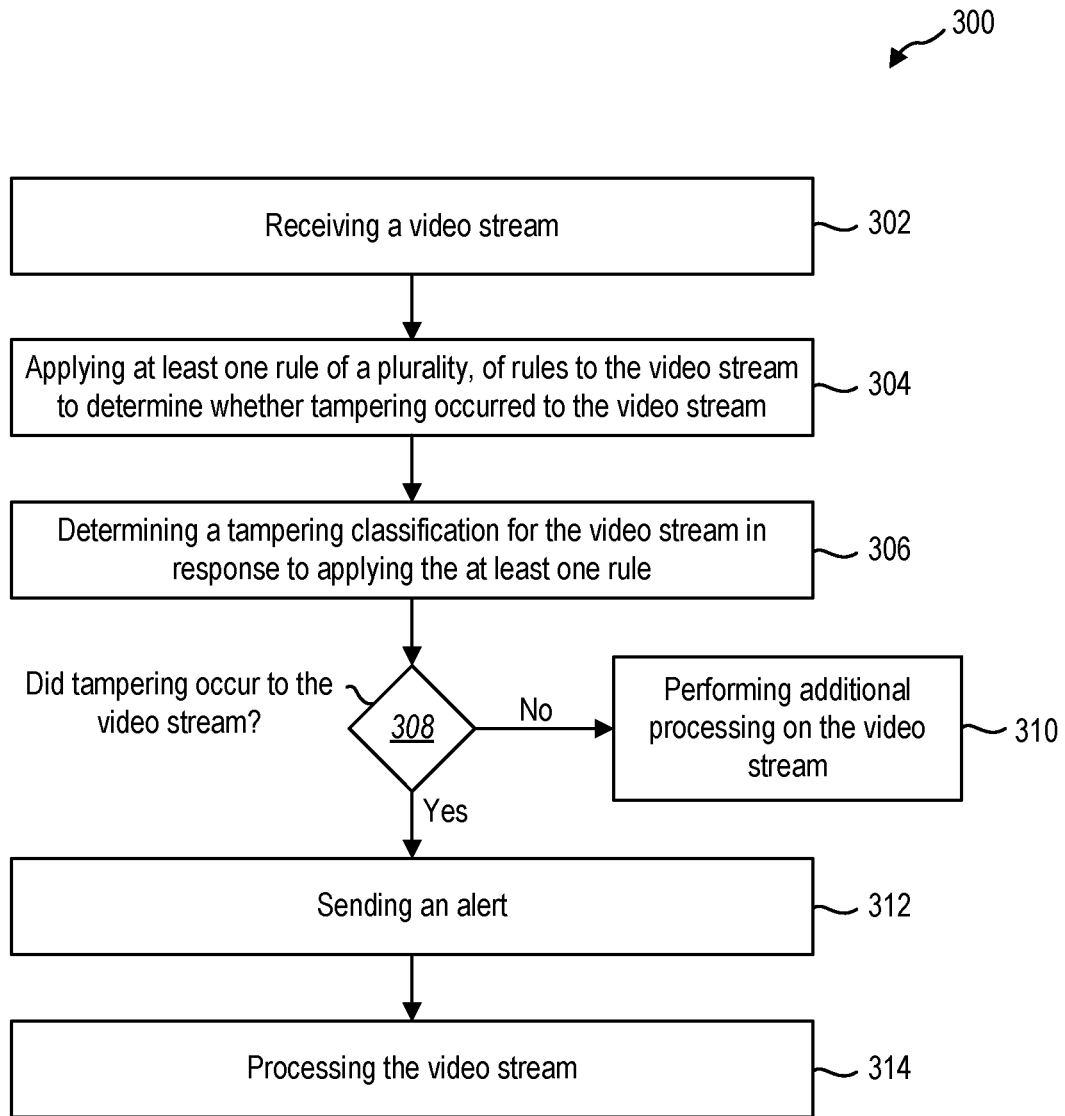 300
Receiving a video stream
302
Applying at least one rule of a plurality, of rules to the video stream
to determine whether tampering occurred to the video stream
304
Determining a tampering classification for the video stream in
response to applying the at least one rule
306
Did tampering occur to the
video stream?
308
No
Performing additional
processing on the video
stream
310
Yes
Sending an alert
312
Processing the video stream
314